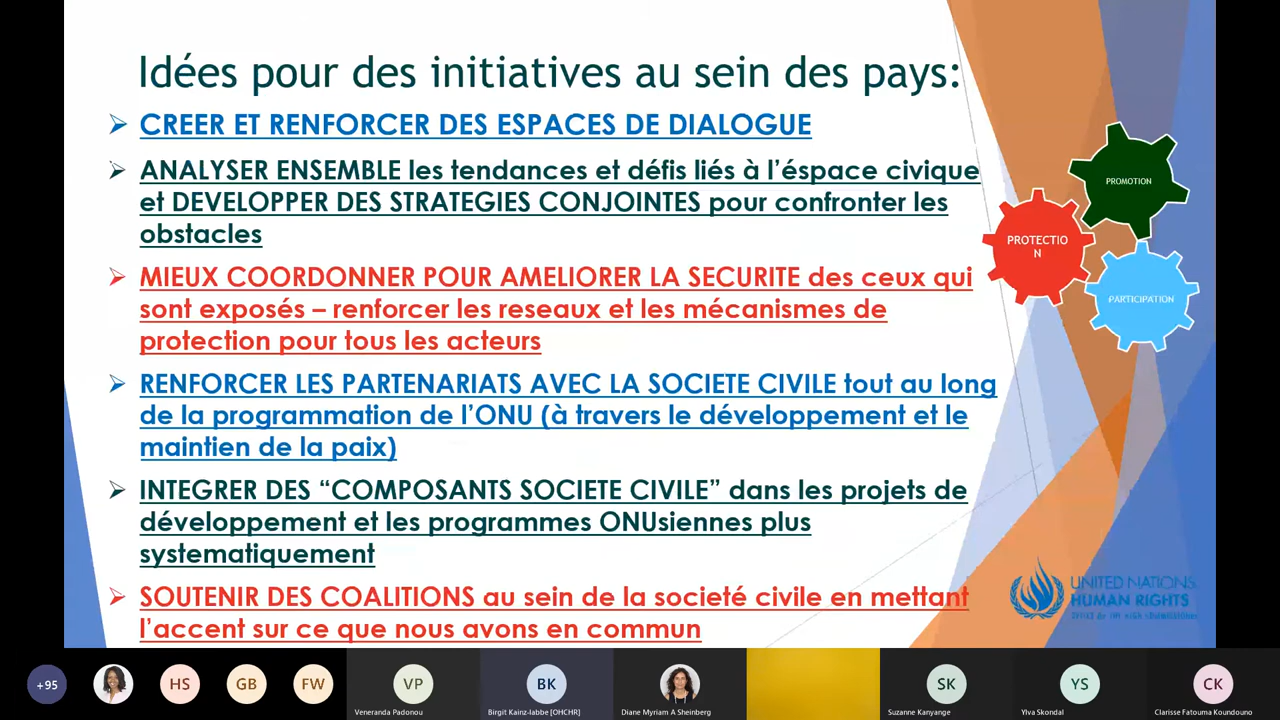 Idées pour des initiatives au sein des pays:
CREER ET RENFORCER DES ESPACES DE DIALOGUE
ANALYSER ENSEMBLE les tendances et défis liés à l’éspace civique
et DEVELOPPER DES STRATEGIES CONJOINTES pour confronter les
obstacles
MIEUX COORDONNER POUR AMELIORER LA SECURITE des ceux qui
sont exposés – renforcer les reseaux et les mécanismes de
protection pour tous les acteurs
RENFORCER LES PARTENARIATS AVEC LA SOCIETE CIVILE tout au long
de la programmation de l’ONU (à travers le développement et le
maintien de la paix)
INTEGRER DES “COMPOSANTS SOCIETE CIVILE” dans les projets de
développement et les programmes ONUsiennes plus
systematiquement
SOUTENIR DES COALITIONS au sein de la societé civile en mettant
l’accent sur ce que nous avons en commun
PROMOTION
PROTECTIO
N
PARTICIPATION
UNITED NATIONS
HUMAN RIGHTS
OFFICE OF THE HIGH COMMISSIONER
+95
HS
GB
FW
VP
Veneranda Padonou
BK
Birgit Kainz-labbe [OHCHR]
Diane Myriam A Sheinberg
SK
Suzanne Kanyange
YS
Ylva Skondal
CK
Clarisse Fatouma Koundouno